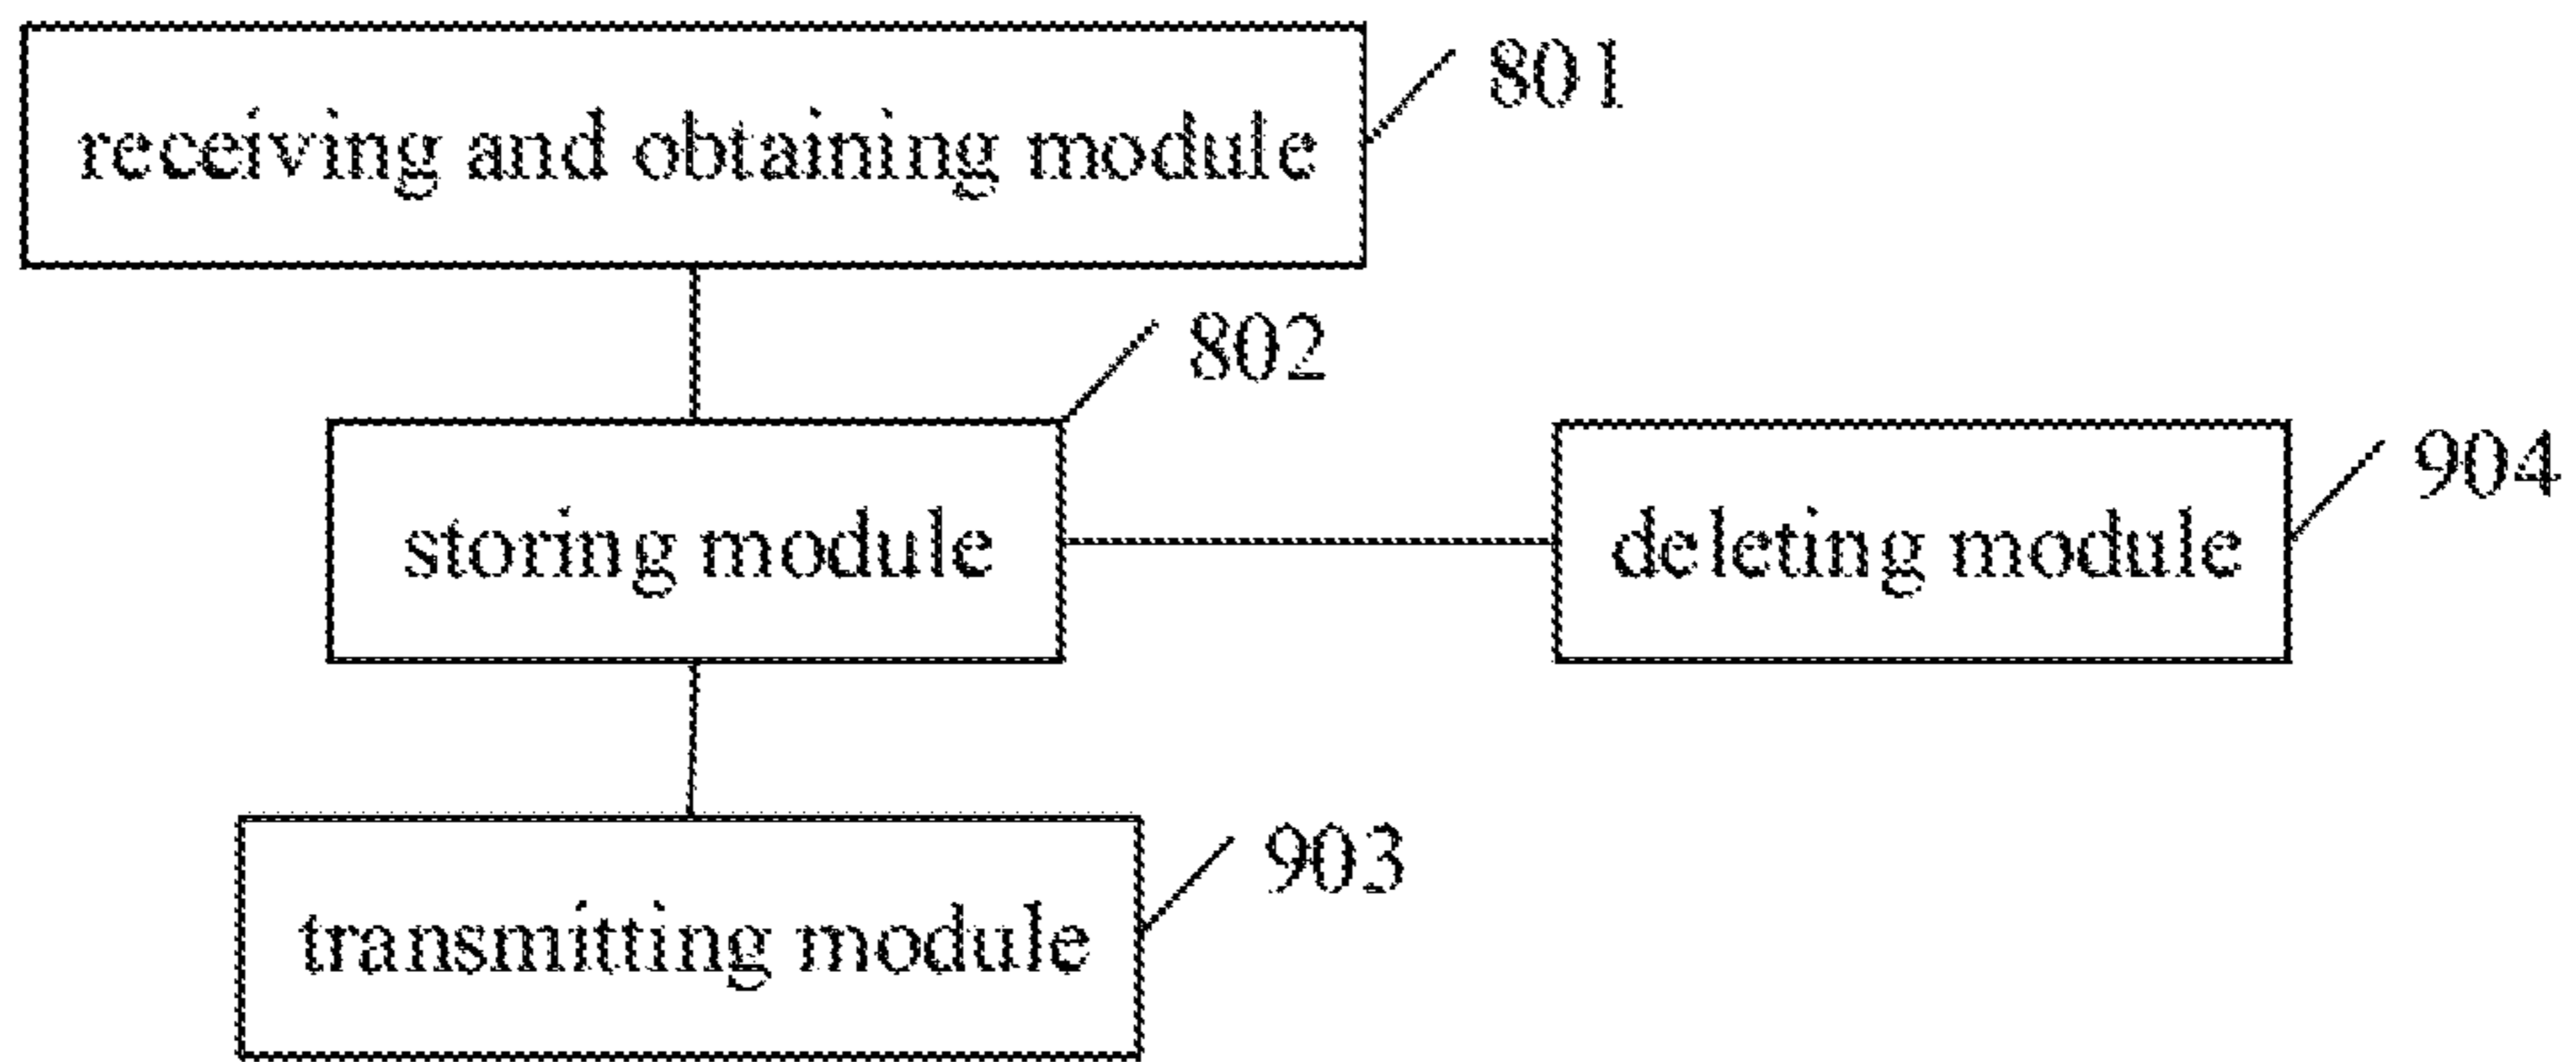 801
receiving and obtaining module
802
storing module
904
deleting module
903
transmitting module